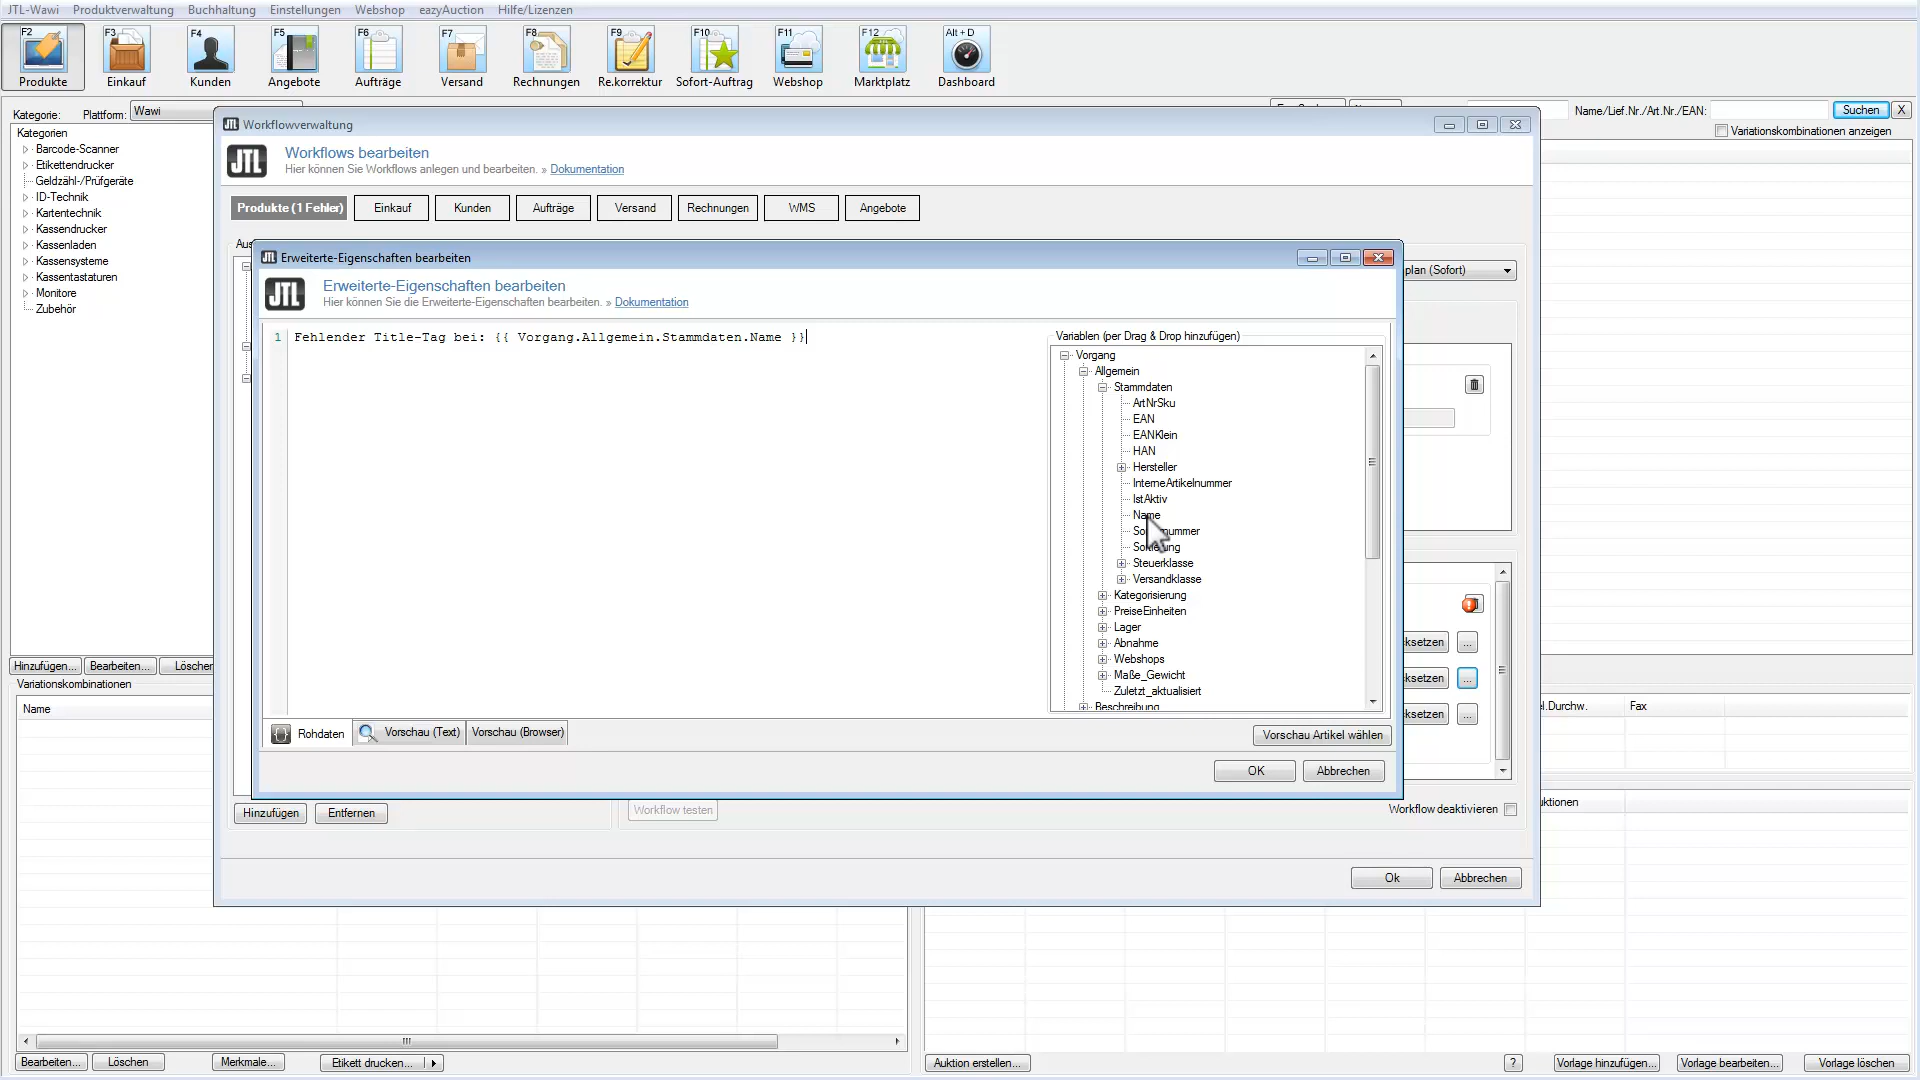 JTL-Wawi Produktverwaltung Buchhaltung Einstellungen Webshop eazyAuction Hilfe/Lizenzen
F2 F3 F4 F5 F6 F7 F8 F9 F10 F11 F12 Alt + D
Produkte Einkauf Kunden Angebote Aufträge Versand Rechnungen Re.korrektur Sofort-Auftrag Webshop Marktplatz Dashboard
Kategorie: Plattform: Wawi
Name/Lief.Nr./Art.Nr./EAN: Suchen X
Variationskombinationen anzeigen
Kategorien
Barcode-Scanner
Etikettendrucker
Geldzähl-/Prüfgeräte
ID-Technik
Kartentechnik
Kassendrucker
Kassenladen
Kassensysteme
Kassentastaturen
Monitore
Zubehör
Hinzufügen... Bearbeiten... Löschen
Variationskombinationen
Name
JTL Workflowverwaltung
JTL
Workflows bearbeiten
Hier können Sie Workflows anlegen und bearbeiten. » Dokumentation
Produkte (1 Fehler) Einkauf Kunden Aufträge Versand Rechnungen WMS Angebote
plan (Sofort)
JTL Erweiterte-Eigenschaften bearbeiten
JTL
Erweiterte-Eigenschaften bearbeiten
Hier können Sie die Erweiterte-Eigenschaften bearbeiten. » Dokumentation
1 Fehlender Title-Tag bei: {{ Vorgang.Allgemein.Stammdaten.Name }}
Variablen (per Drag & Drop hinzufügen)
Vorgang
Allgemein
Stammdaten
ArtNrSku
EAN
EANKlein
HAN
Hersteller
InterneArtikelnummer
IstAktiv
Name
Steuerklasse
Versandklasse
Kategorisierung
PreiseEinheiten
Lager
Abnahme
Webshops
Maße_Gewicht
Zuletzt_aktualisiert
Beschreibung
Rohdaten Vorschau (Text) Vorschau (Browser)
Vorschau Artikel wählen
OK Abbrechen
cksetzen ...
cksetzen ...
cksetzen ...
Hinzufügen Entfernen
Workflow testen
Workflow deaktivieren
Ok Abbrechen
l.Durchw. Fax
uktionen
Bearbeiten... Löschen Merkmale... Etikett drucken...
Auktion erstellen... ? Vorlage hinzufügen... Vorlage bearbeiten... Vorlage löschen